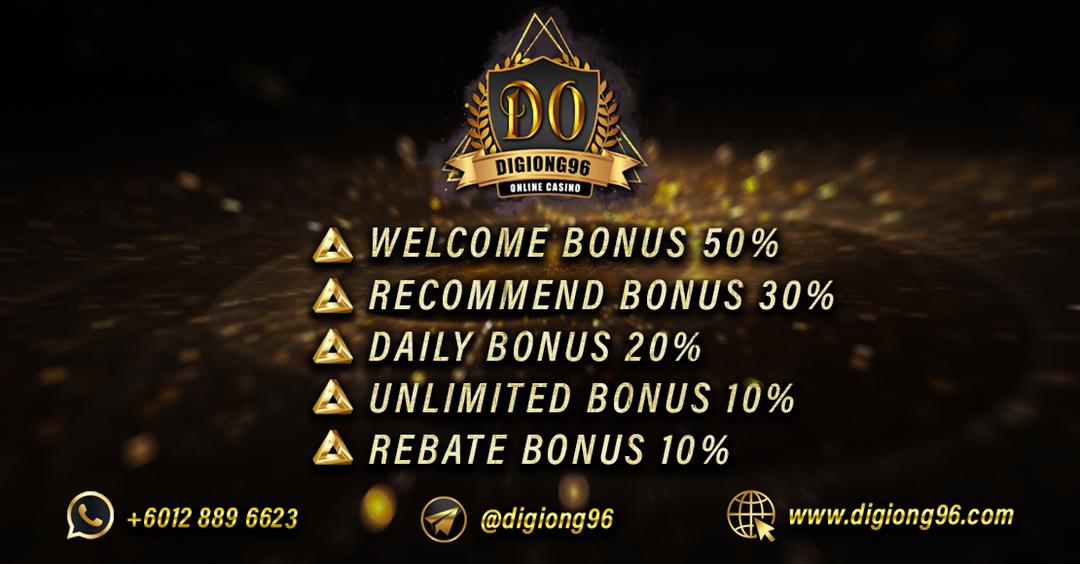 DO
DIGIONG96
ONLINE CASINO
WELCOME BONUS 50%
RECOMMEND BONUS 30%
DAILY BONUS 20%
UNLIMITED BONUS 10%
REBATE BONUS 10%
+6012 889 6623
@digiong96
www.digiong96.com